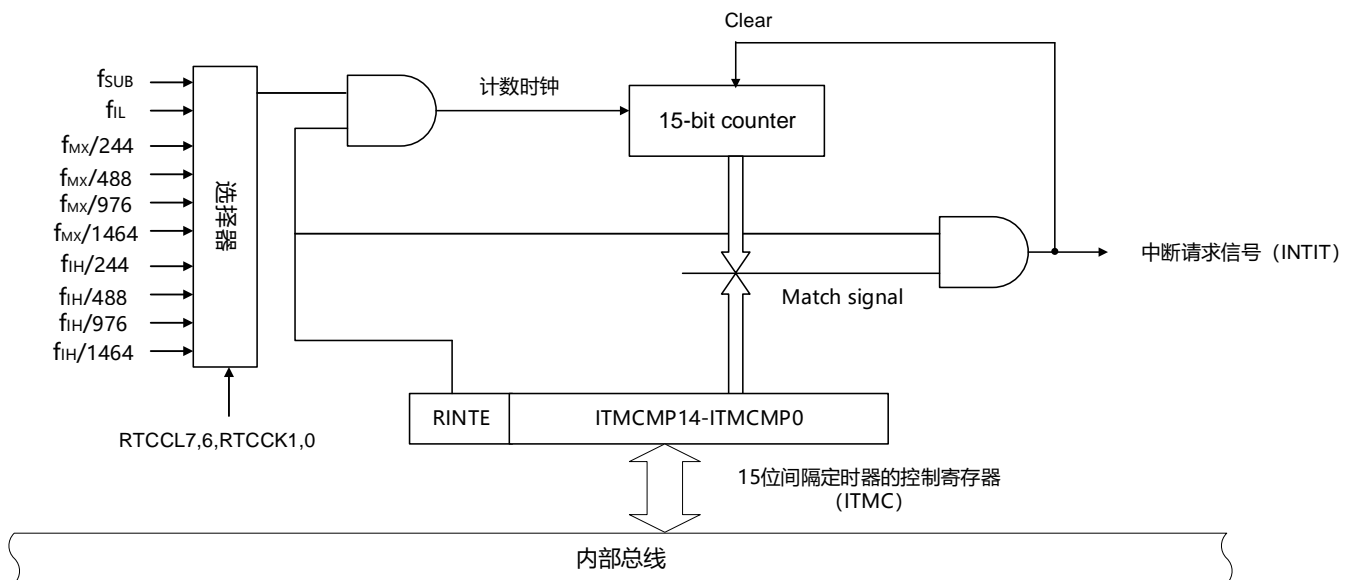 Clear
fSUB
fIL
fMX/244
fMX/488
fMX/976
fMX/1464
fIH/244
fIH/488
fIH/976
fIH/1464
选择器
RTCCL7,6,RTCCK1,0
计数时钟
15-bit counter
Match signal
中断请求信号（INTIT）
RINTE
ITMCMP14-ITMCMP0
15位间隔定时器的控制寄存器
（ITMC）
内部总线